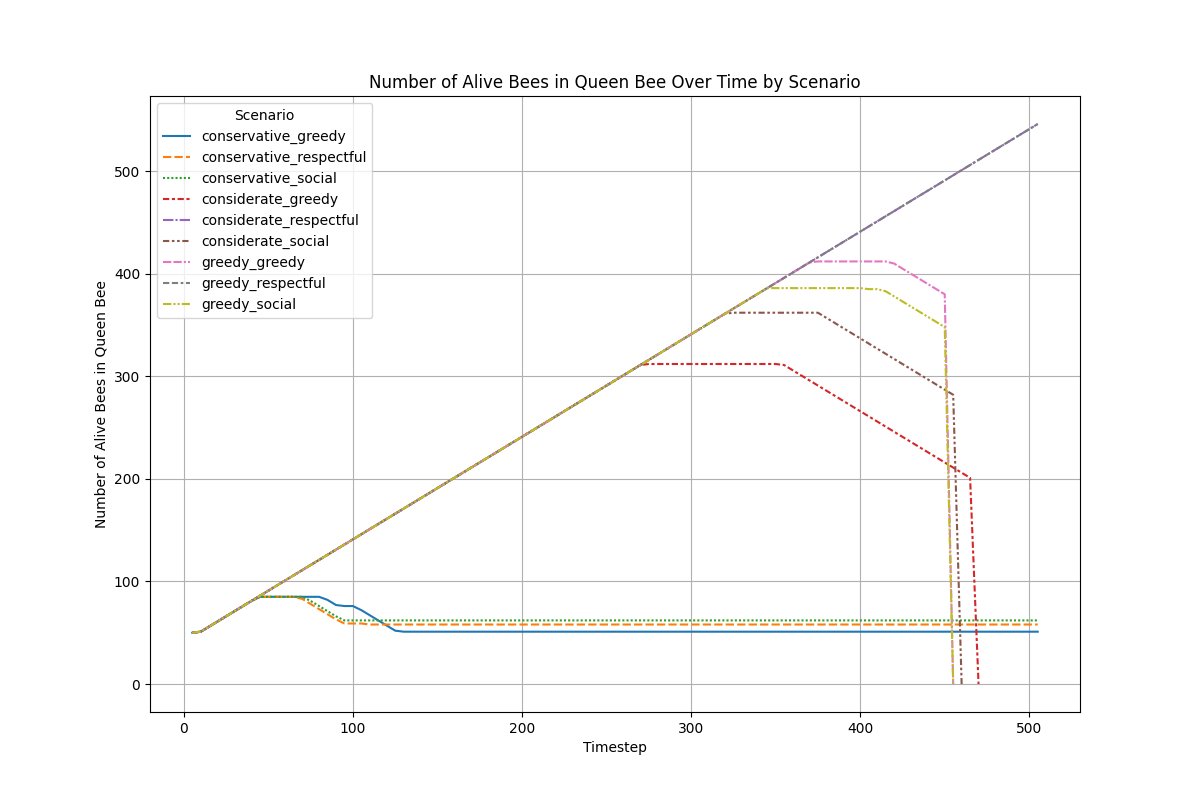 Number of Alive Bees in Queen Bee Over Time by Scenario
Scenario
conservative_greedy
conservative_respectful
conservative_social
considerate_greedy
considerate_respectful
considerate_social
greedy_greedy
greedy_respectful
greedy_social
Number of Alive Bees in Queen Bee
500
400
300
200
100
0
0 100 200 300 400 500
Timestep